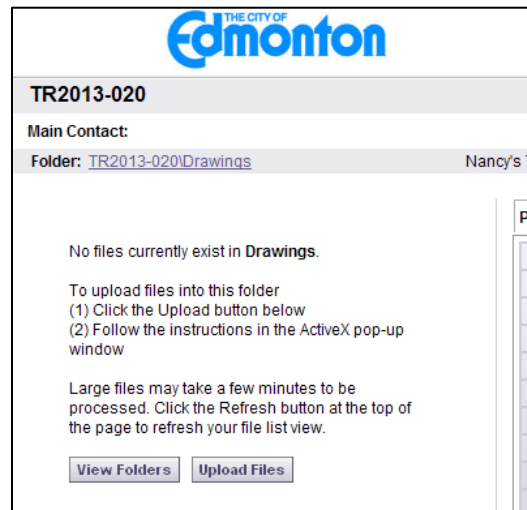 THE CITY OF
Edmonton
TR2013-020
Main Contact:
Folder: TR2013-020\Drawings Nancy's
P
No files currently exist in Drawings.
To upload files into this folder
(1) Click the Upload button below
(2) Follow the instructions in the ActiveX pop-up
window
Large files may take a few minutes to be
processed. Click the Refresh button at the top of
the page to refresh your file list view.
View Folders Upload Files